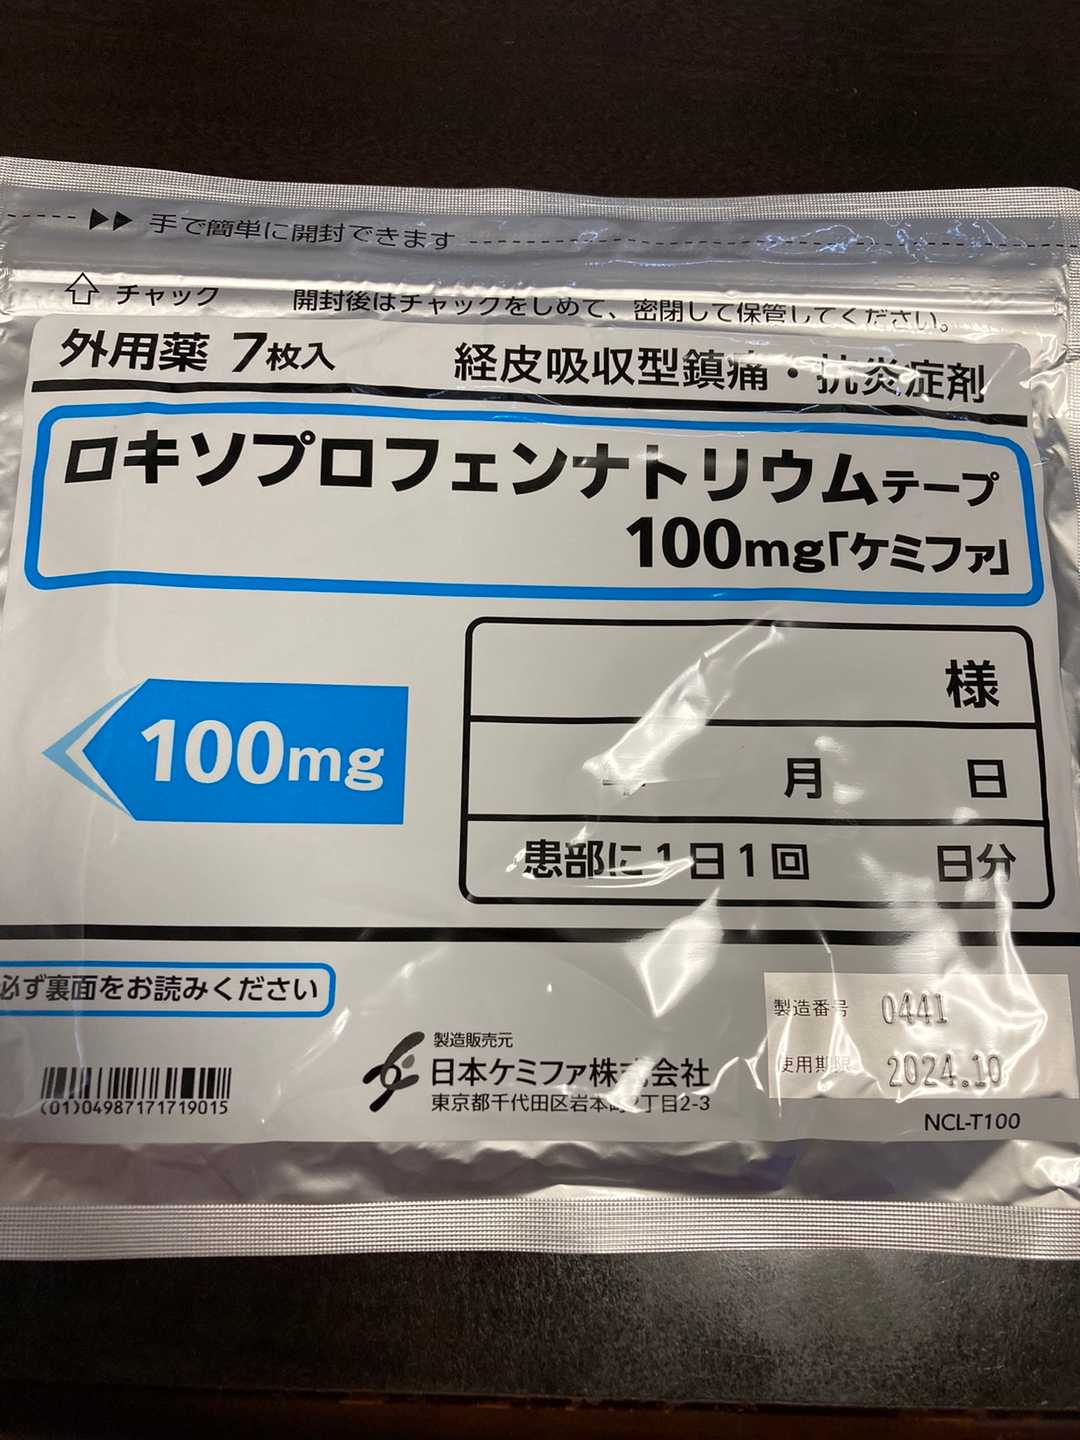 ▶▶ 手で簡単に開封できます
チャック 開封後はチャックをしめて、密閉して保管してください。
外用薬 7枚入 経皮吸収型鎮痛・抗炎症剤
ロキソプロフェンナトリウムテープ
100mg「ケミファ」
100mg
様
年 月 日
患部に1日1回 日分
必ず裏面をお読みください
製造番号 0441
使用期限 2024.10
製造販売元
日本ケミファ株式会社
東京都千代田区岩本町2丁目2-3
(01)04987171719015
NCL-T100